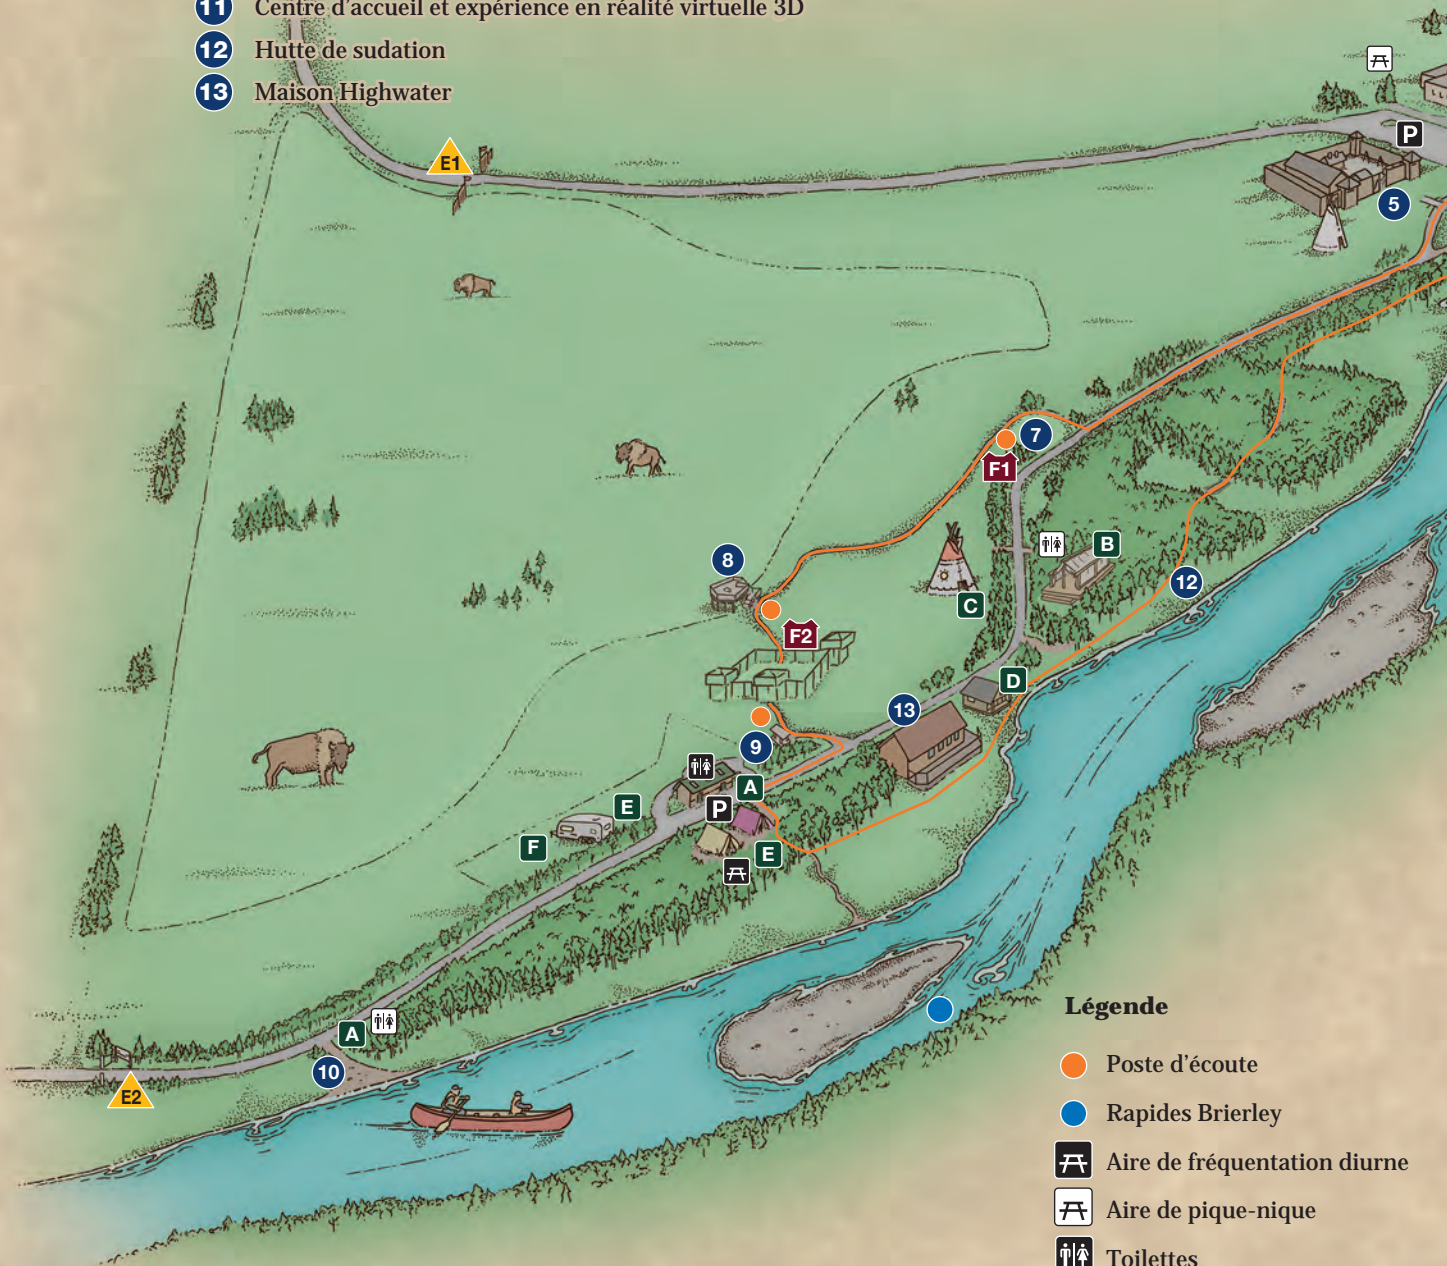 11 Centre d'accueil et expérience en réalité virtuelle 3D
12 Hutte de sudation
13 Maison Highwater
E1
P
5
7
F1
8
B
12
C
F2
D
13
9
A
P
E
F
E
A
10
E2
Légende
Poste d'écoute
Rapides Brierley
Aire de fréquentation diurne
Aire de pique-nique
Toilettes